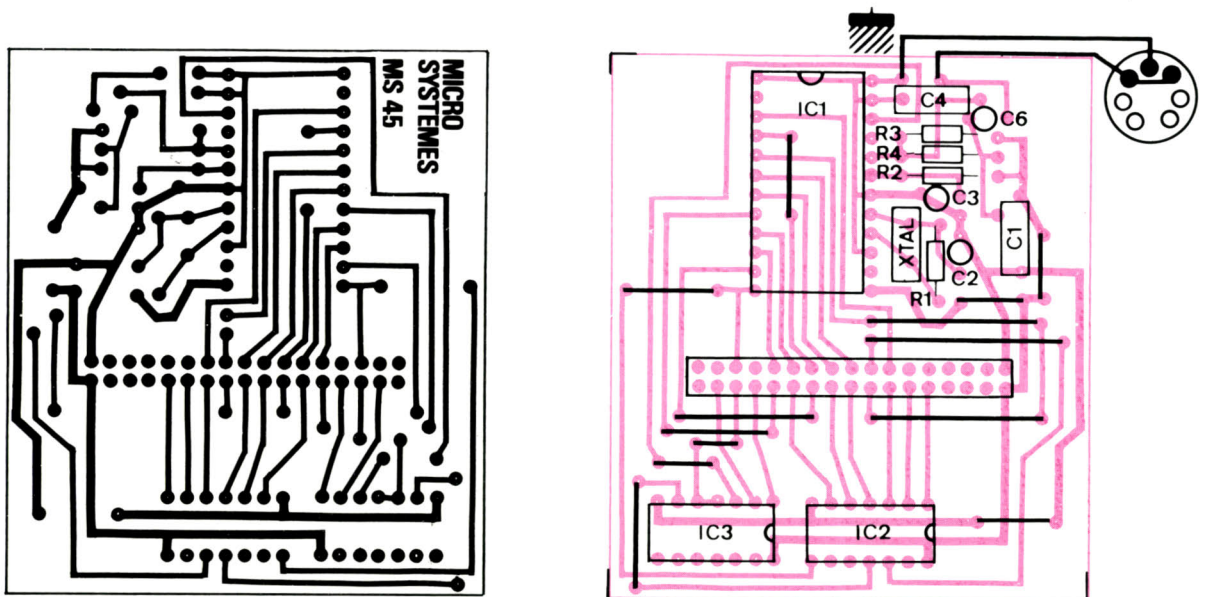 MICRO
SYSTEMES
MS 45
IC1
C4
C6
R3
R4
R2
C3
XTAL
C1
C2
R1
IC3
IC2